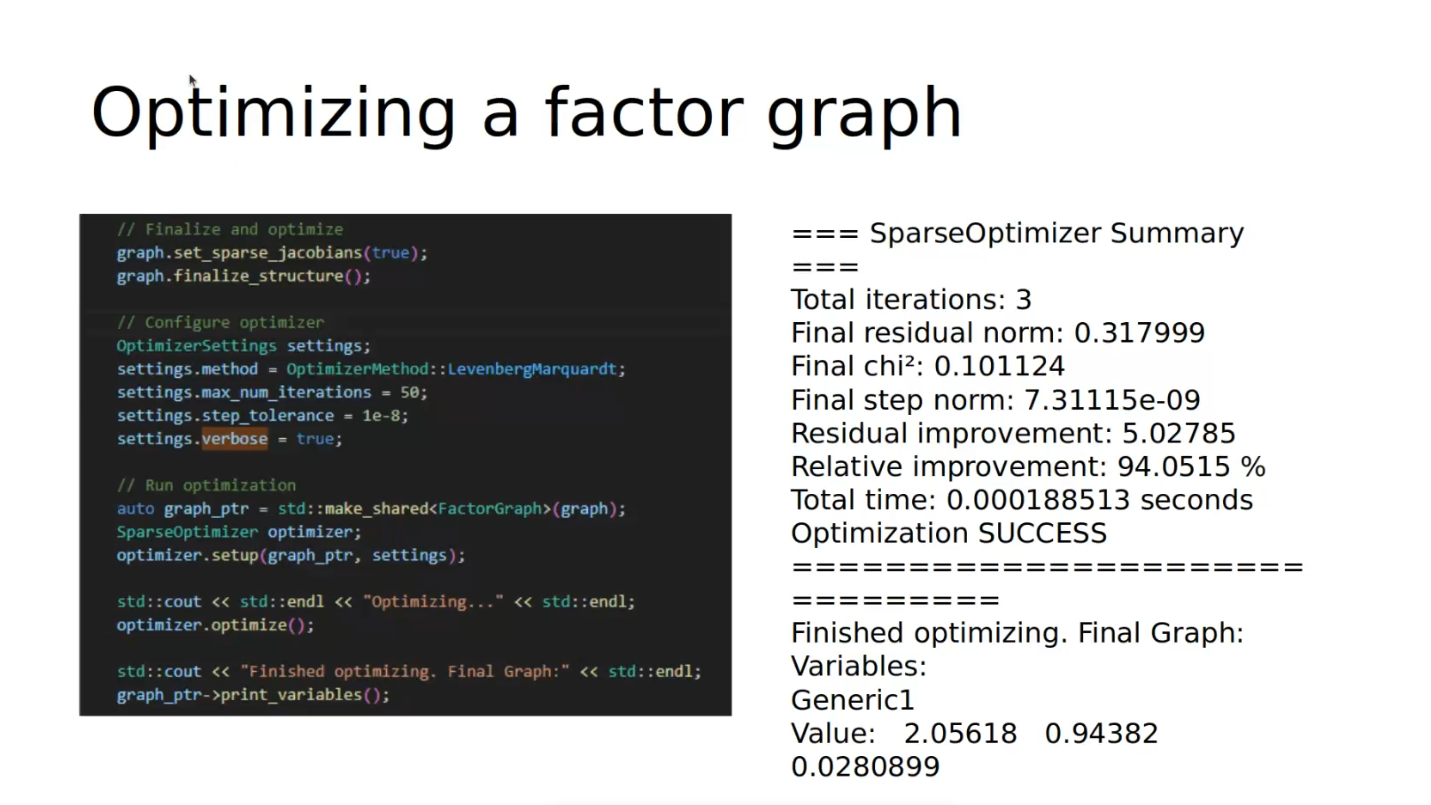 Optimizing a factor graph
// Finalize and optimize
graph.set_sparse_jacobians(true);
graph.finalize_structure();
// Configure optimizer
OptimizerSettings settings;
settings.method = OptimizerMethod::LevenbergMarquardt;
settings.max_num_iterations = 50;
settings.step_tolerance = 1e-8;
settings.verbose = true;
// Run optimization
auto graph_ptr = std::make_shared<FactorGraph>(graph);
SparseOptimizer optimizer;
optimizer.setup(graph_ptr, settings);
std::cout << std::endl << "Optimizing..." << std::endl;
optimizer.optimize();
std::cout << "Finished optimizing. Final Graph:" << std::endl;
graph_ptr->print_variables();
=== SparseOptimizer Summary
===
Total iterations: 3
Final residual norm: 0.317999
Final chi²: 0.101124
Final step norm: 7.31115e-09
Residual improvement: 5.02785
Relative improvement: 94.0515 %
Total time: 0.000188513 seconds
Optimization SUCCESS
======================
=========
Finished optimizing. Final Graph:
Variables:
Generic1
Value:   2.05618   0.94382
0.0280899